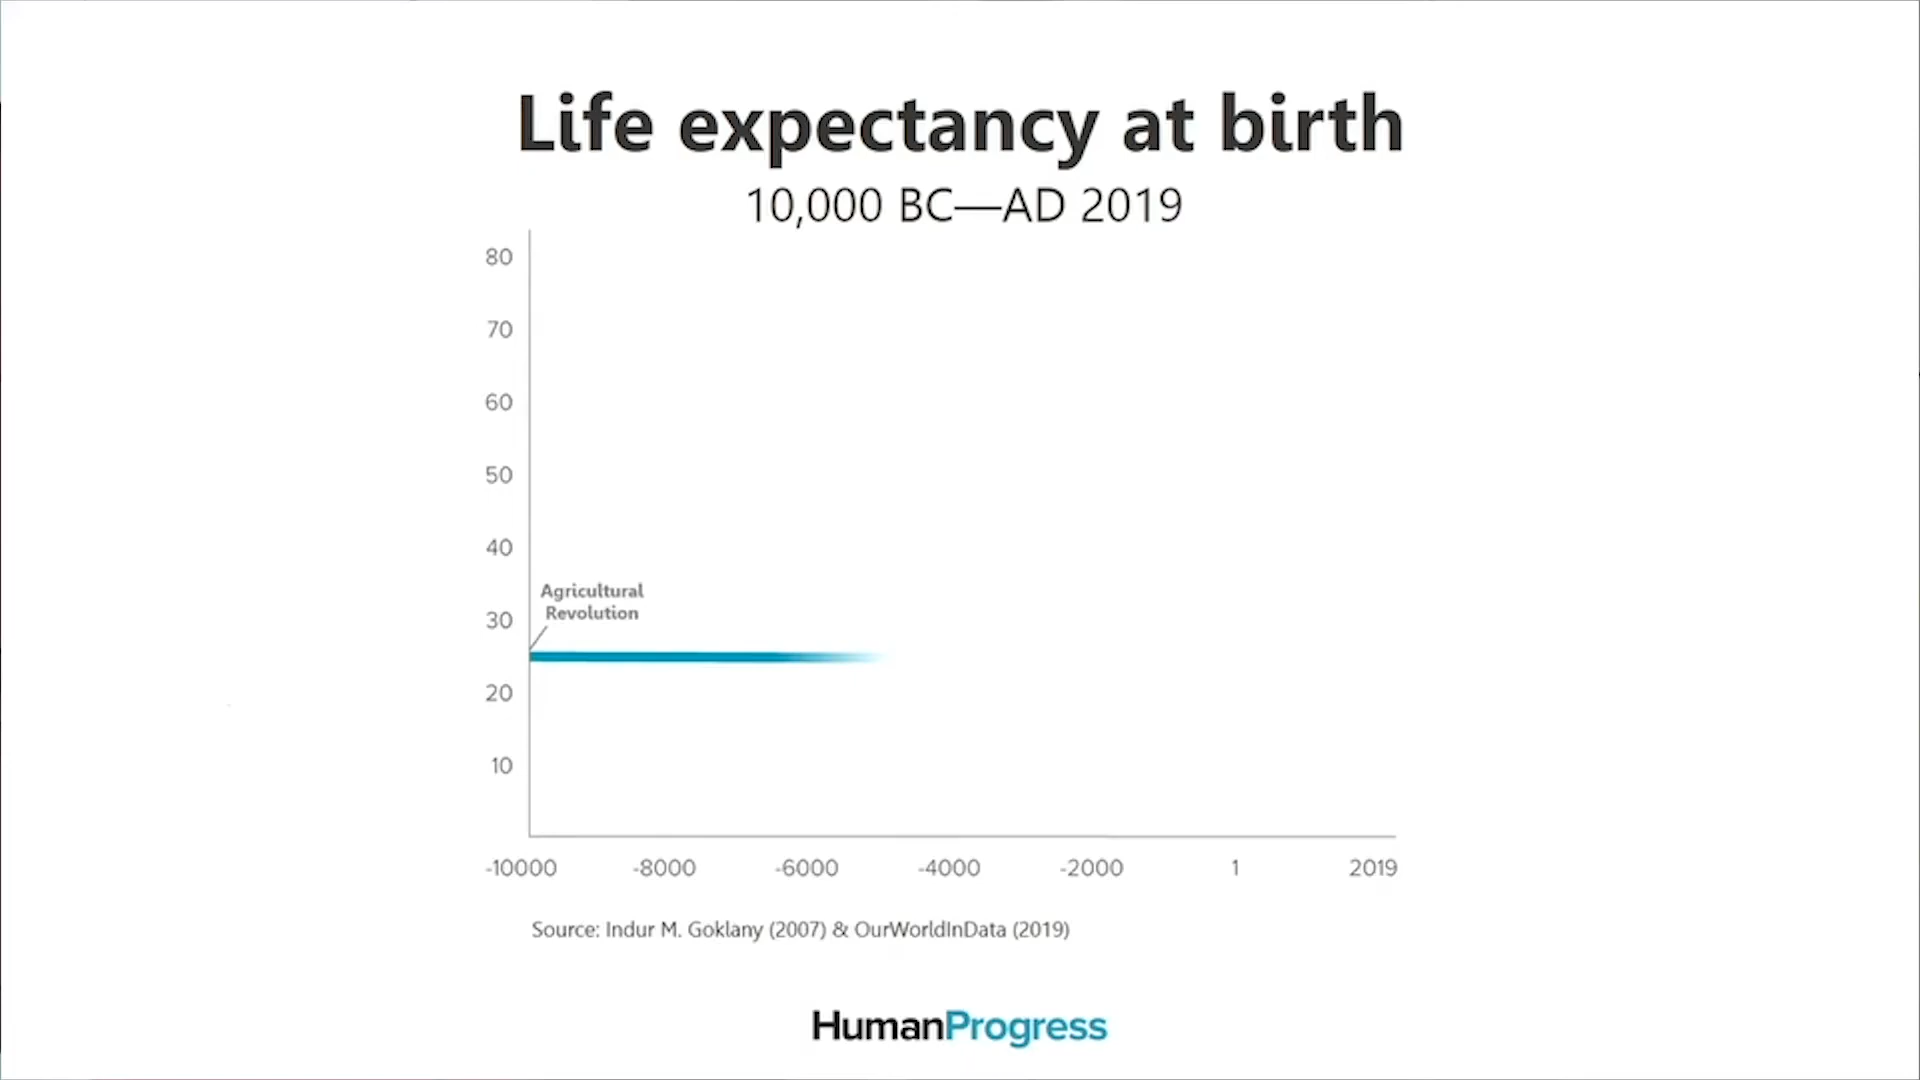 Life expectancy at birth
10,000 BC—AD 2019
80
70
60
50
40
Agricultural
Revolution
30
20
10
-10000 -8000 -6000 -4000 -2000 1 2019
Source: Indur M. Goklany (2007) & OurWorldInData (2019)
HumanProgress